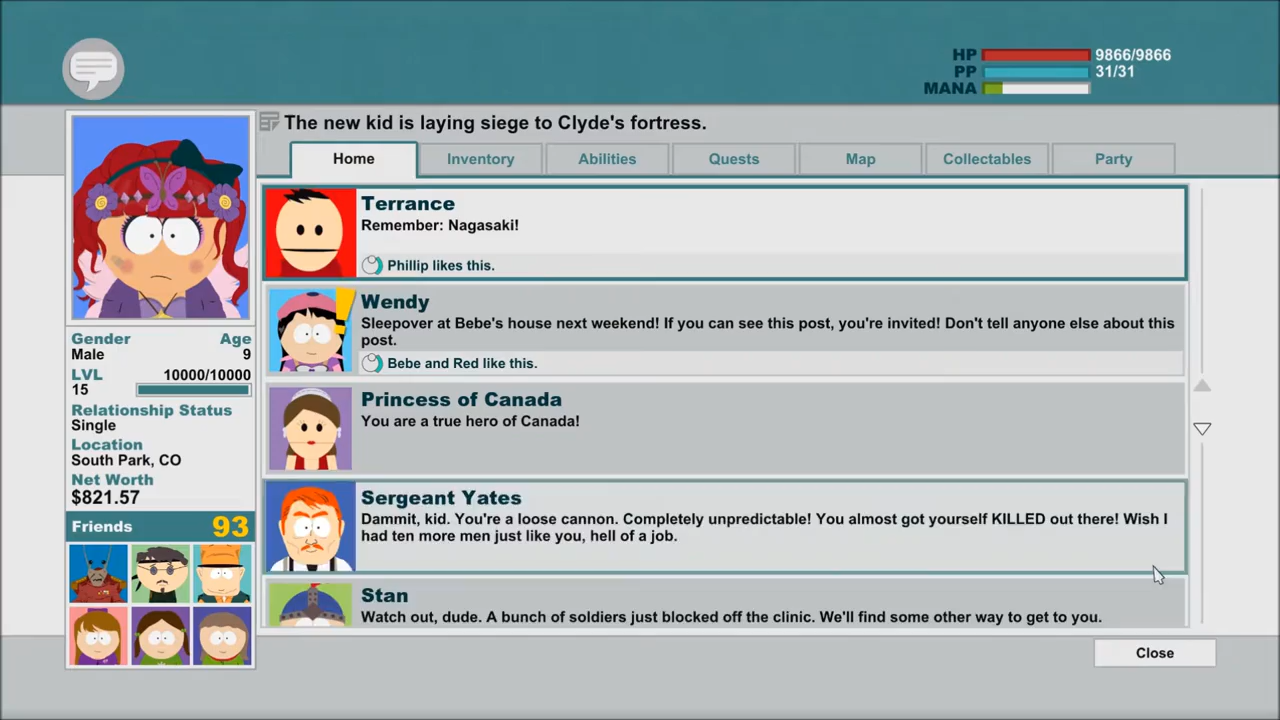 HP 9866/9866
PP 31/31
MANA
The new kid is laying siege to Clyde's fortress.
Home Inventory Abilities Quests Map Collectables Party
Gender Age
Male 9
LVL 10000/10000
15
Relationship Status
Single
Location
South Park, CO
Net Worth
$821.57
Friends 93
Terrance
Remember: Nagasaki!
Phillip likes this.
Wendy
Sleepover at Bebe's house next weekend! If you can see this post, you're invited! Don't tell anyone else about this
post.
Bebe and Red like this.
Princess of Canada
You are a true hero of Canada!
Sergeant Yates
Dammit, kid. You're a loose cannon. Completely unpredictable! You almost got yourself KILLED out there! Wish I
had ten more men just like you, hell of a job.
Stan
Watch out, dude. A bunch of soldiers just blocked off the clinic. We'll find some other way to get to you.
Close